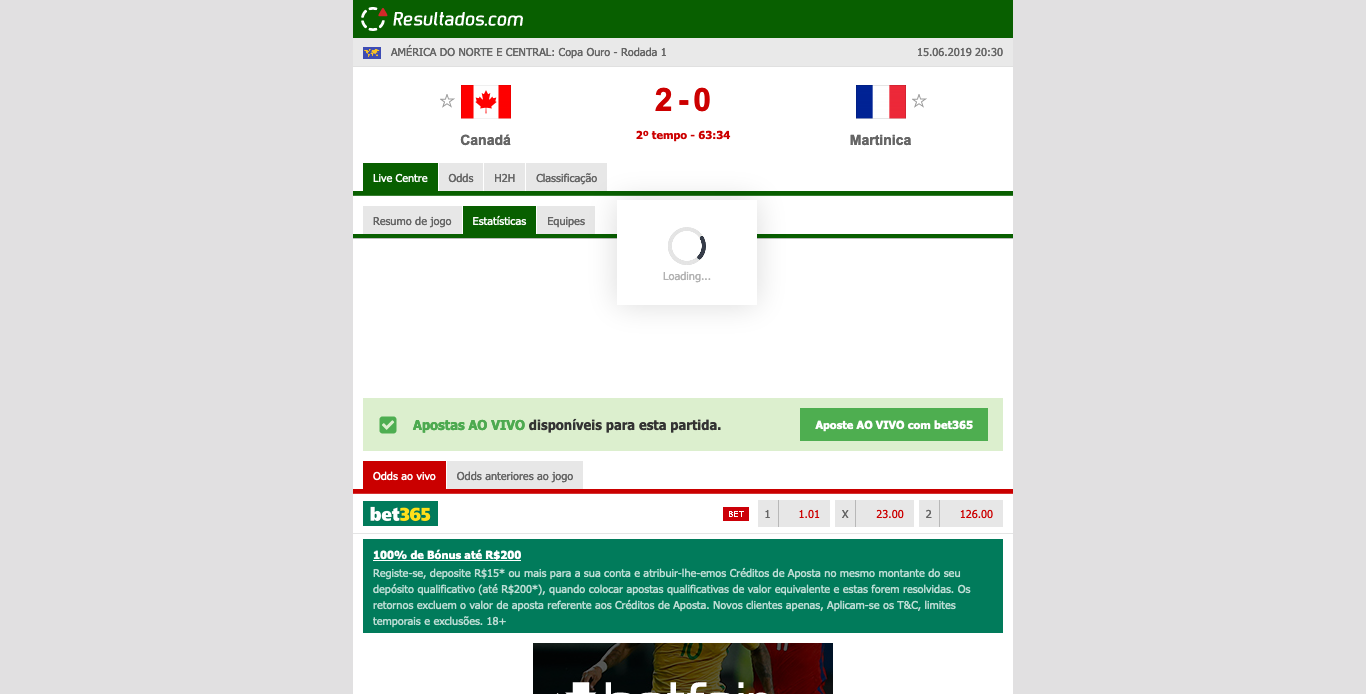 Resultados.com
AMÉRICA DO NORTE E CENTRAL: Copa Ouro - Rodada 1 15.06.2019 20:30
2 - 0
2º tempo - 63:34
Canadá Martinica
Live Centre Odds H2H Classificação
Resumo de jogo Estatísticas Equipes
Loading...
Apostas AO VIVO disponíveis para esta partida. Aposte AO VIVO com bet365
Odds ao vivo Odds anteriores ao jogo
bet365 BET 1 1.01 X 23.00 2 126.00
100% de Bónus até R$200
Registe-se, deposite R$15* ou mais para a sua conta e atribuir-lhe-emos Créditos de Aposta no mesmo montante do seu
depósito qualificativo (até R$200*), quando colocar apostas qualificativas de valor equivalente e estas forem resolvidas. Os
retornos excluem o valor de aposta referente aos Créditos de Aposta. Novos clientes apenas, Aplicam-se os T&C, limites
temporais e exclusões. 18+
10
betfair